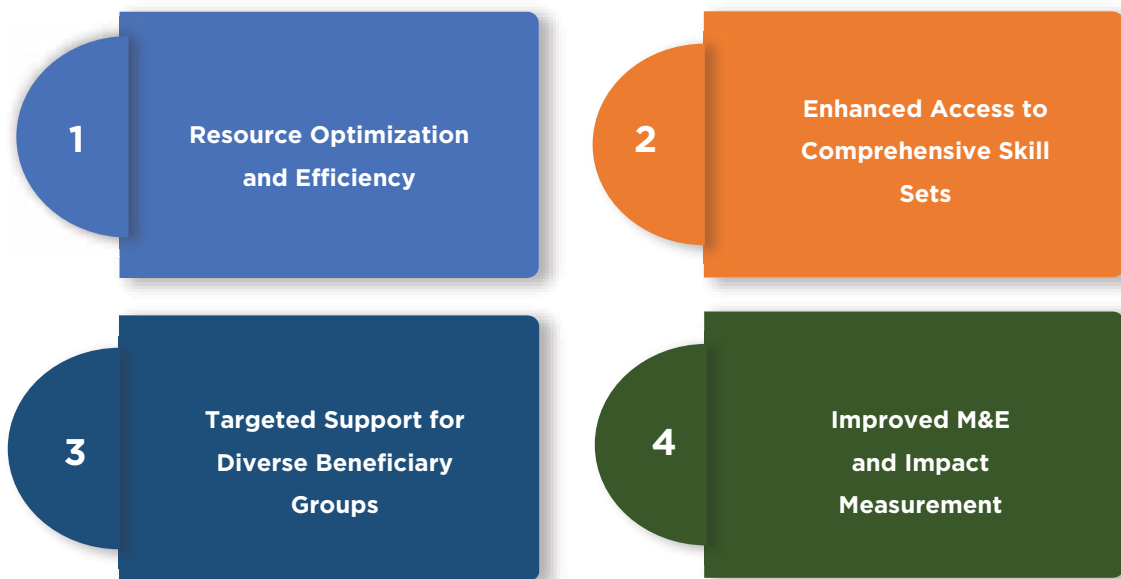 1
Resource Optimization
and Efficiency
2
Enhanced Access to
Comprehensive Skill
Sets
3
Targeted Support for
Diverse Beneficiary
Groups
4
Improved M&E
and Impact
Measurement